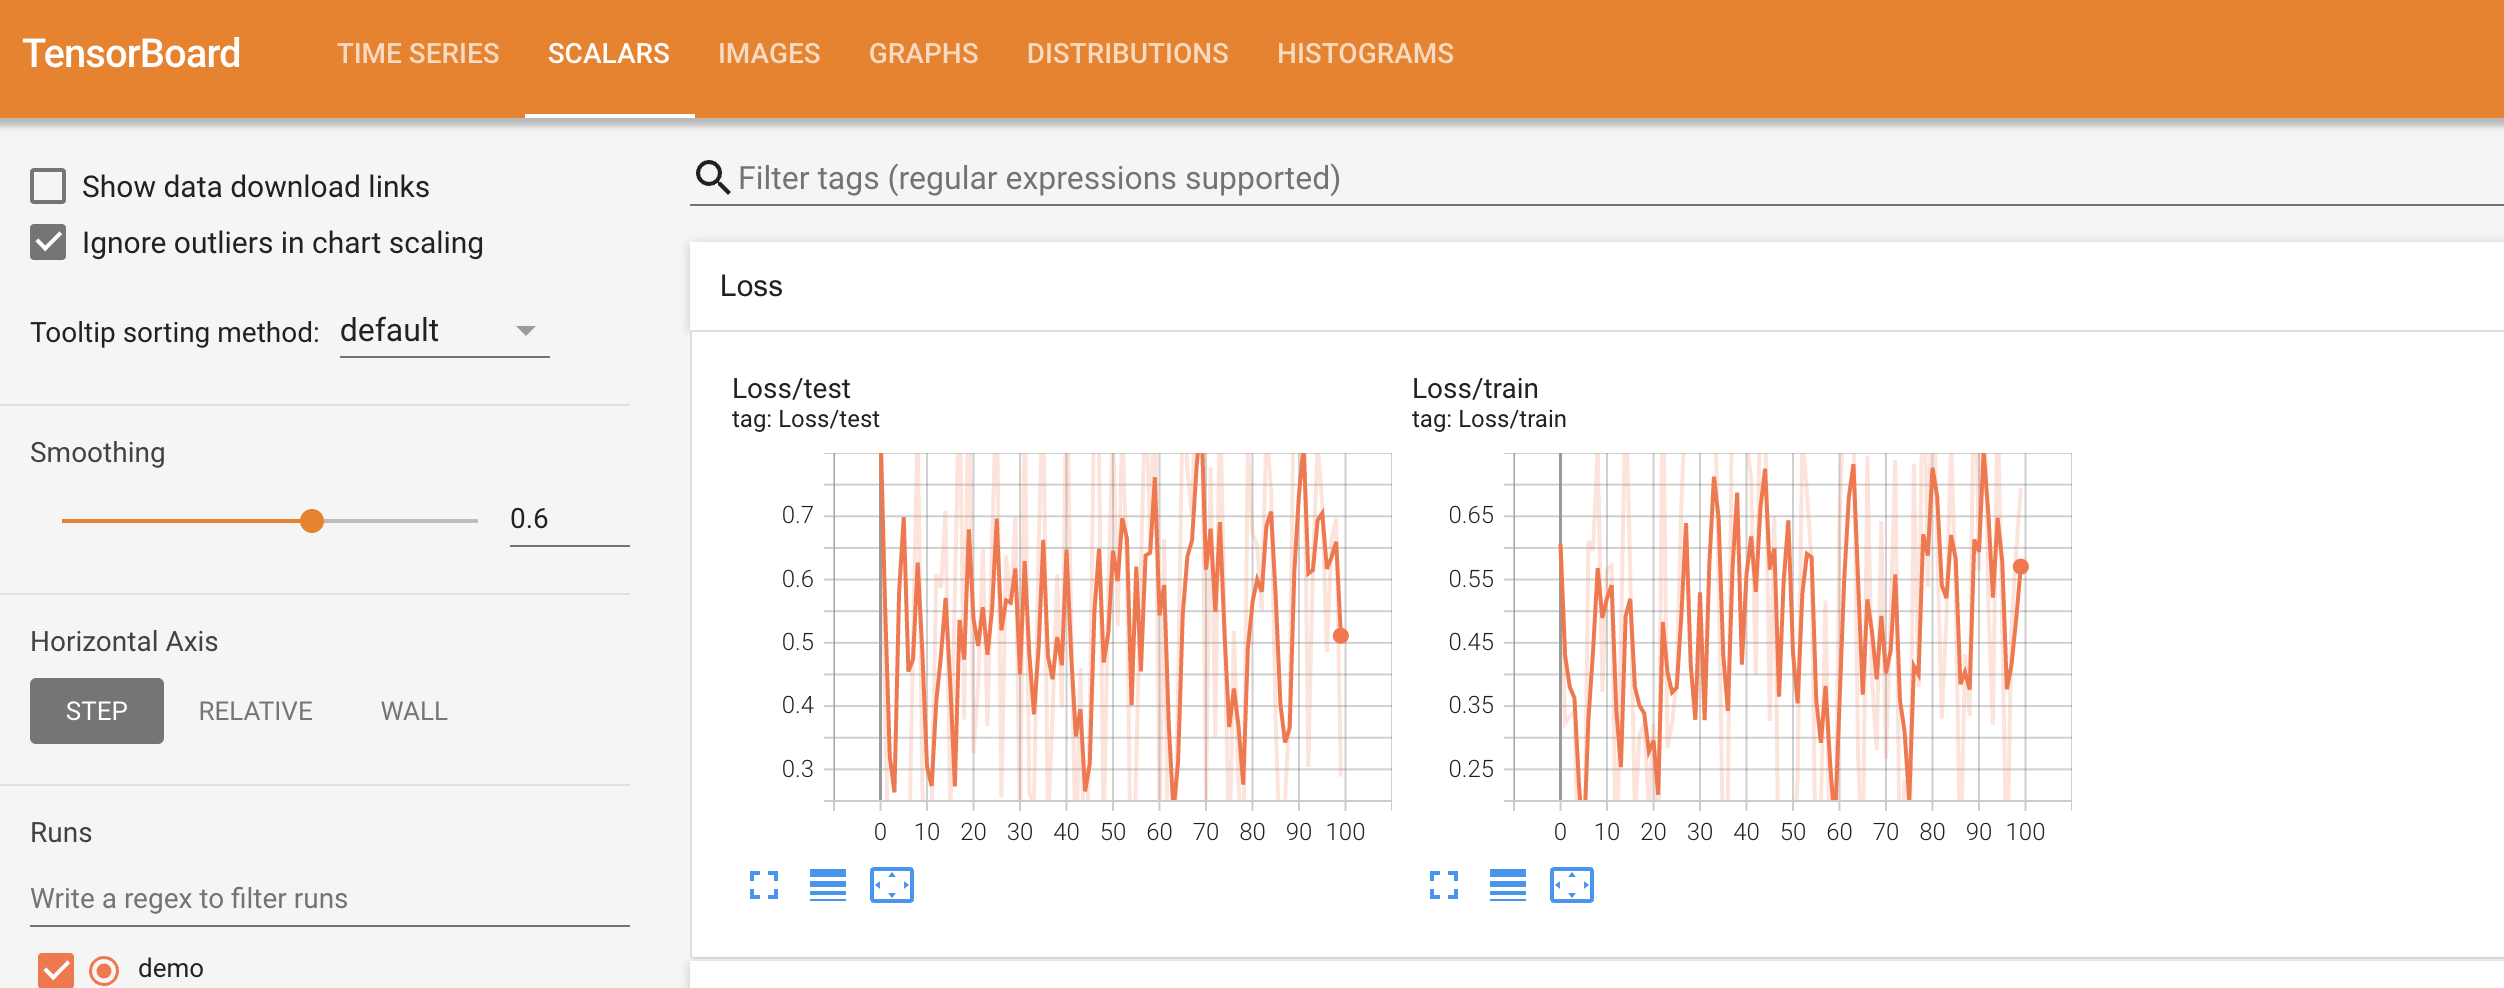 TensorBoard TIME SERIES SCALARS IMAGES GRAPHS DISTRIBUTIONS HISTOGRAMS
Show data download links
Ignore outliers in chart scaling
Tooltip sorting method: default
Smoothing
0.6
Horizontal Axis
STEP RELATIVE WALL
Runs
Write a regex to filter runs
demo
Filter tags (regular expressions supported)
Loss
Loss/test
tag: Loss/test
0.7
0.6
0.5
0.4
0.3
0 10 20 30 40 50 60 70 80 90 100
Loss/train
tag: Loss/train
0.65
0.55
0.45
0.35
0.25
0 10 20 30 40 50 60 70 80 90 100